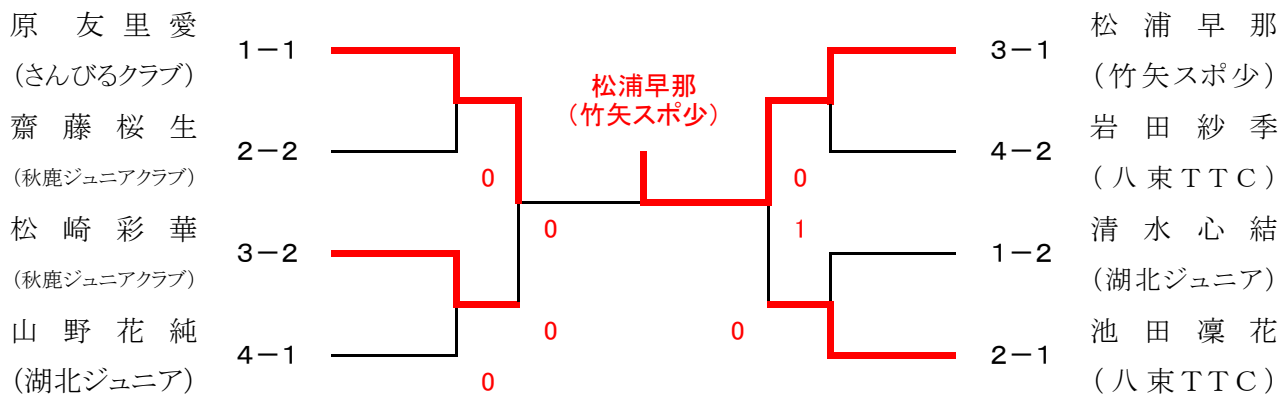 原友里愛
1－1
(さんびるクラブ)
齋藤桜生
2－2
(秋鹿ジュニアクラブ)
0
0
松崎彩華
3－2
(秋鹿ジュニアクラブ)
山野花純
4－1
0
(湖北ジュニア)
0
松浦早那
(竹矢スポ少)
松浦早那
3－1
(竹矢スポ少)
岩田紗季
4－2
0
(八束TTC)
1
清水心結
1－2
(湖北ジュニア)
0
池田凜花
2－1
(八束TTC)